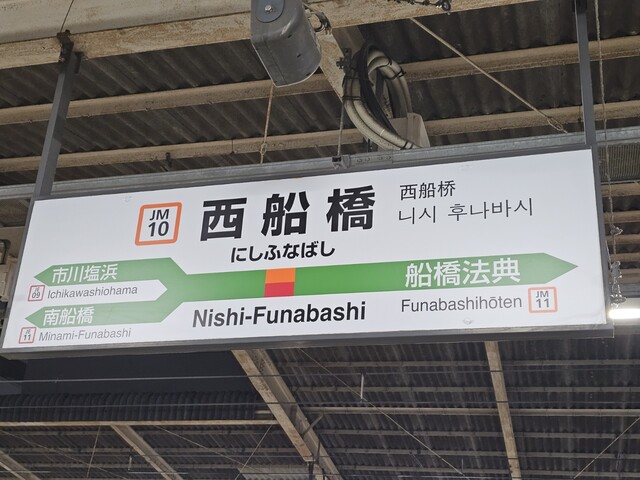 JM
10
西船橋
西船桥
니시 후나바시
にしふなばし
市川塩浜
09
Ichikawashiohama
南船橋
11
Minami-Funabashi
Nishi-Funabashi
船橋法典
Funabashihōten
JM
11